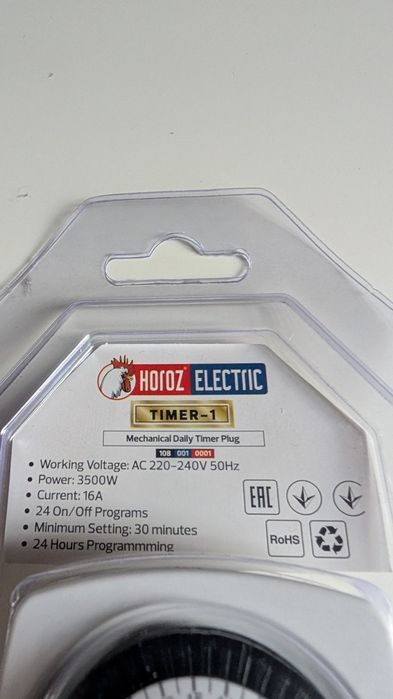 HOROZ ELECTRIC
TIMER-1
Mechanical Daily Timer Plug
108 001 0001
• Working Voltage: AC 220-240V 50Hz
• Power: 3500W
• Current: 16A
• 24 On/Off Programs
• Minimum Setting: 30 minutes
• 24 Hours Programmming
EAC
RoHS